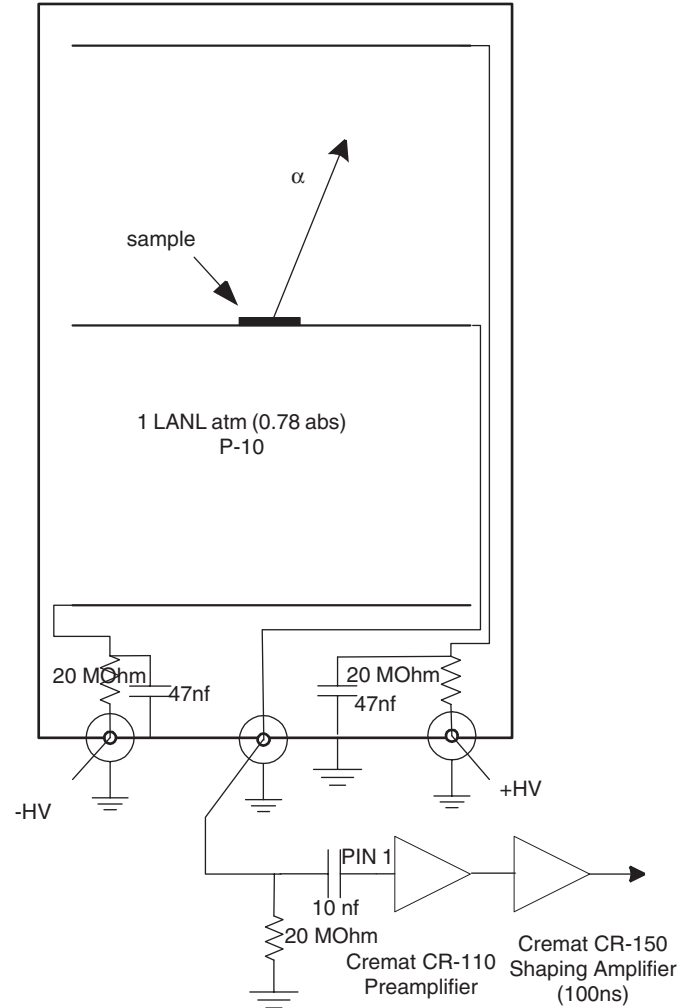 α
sample
1 LANL atm (0.78 abs)
P-10
20 MOhm
47nf
20 MOhm
47nf
-HV
+HV
PIN 1
10 nf
20 MOhm
Cremat CR-110
Preamplifier
Cremat CR-150
Shaping Amplifier
(100ns)